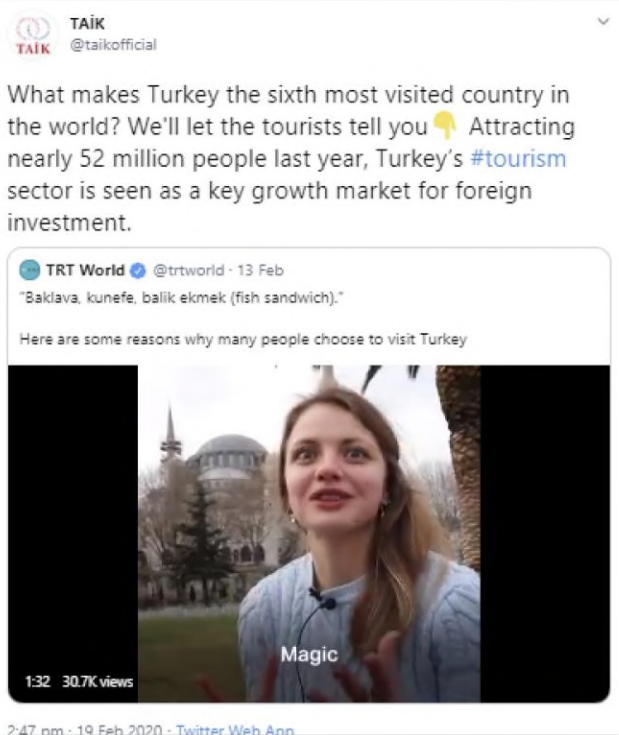 TAİK
@taikofficial
TAİK
What makes Turkey the sixth most visited country in
the world? We'll let the tourists tell you👇 Attracting
nearly 52 million people last year, Turkey's #tourism
sector is seen as a key growth market for foreign
investment.
TRT World @trtworld · 13 Feb
"Baklava, kunefe, balik ekmek (fish sandwich)."
Here are some reasons why many people choose to visit Turkey
Magic
1:32 30.7K views
2:47 pm · 19 Feb 2020 · Twitter Web App